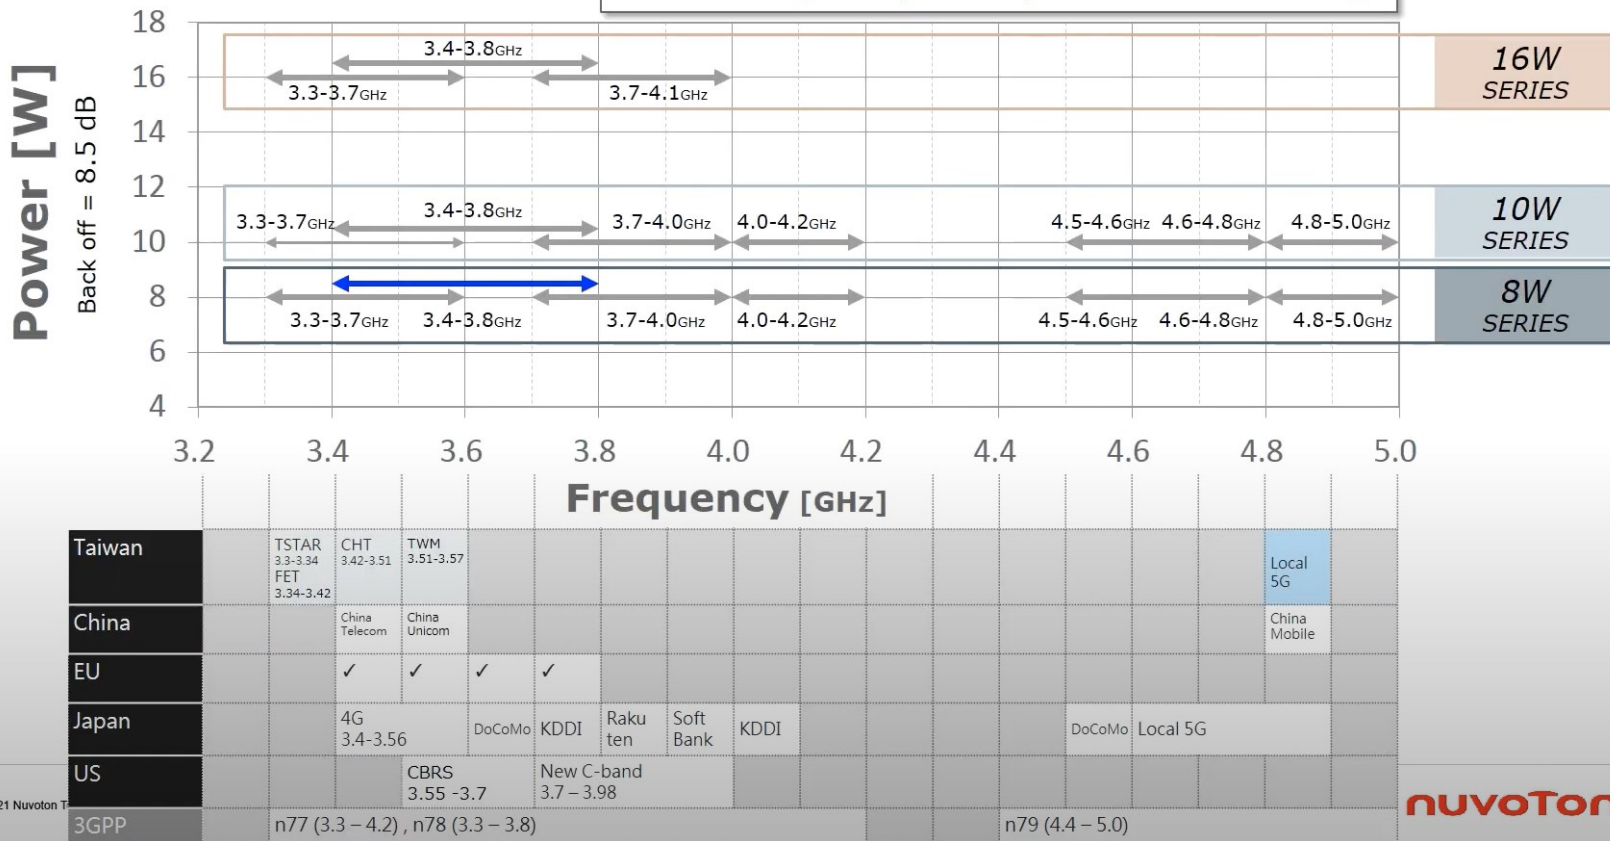 Power [W]
Back off = 8.5 dB
18
16
14
12
10
8
6
4
3.4-3.8GHz
3.3-3.7GHz
3.7-4.1GHz
16W
SERIES
3.3-3.7GHz
3.4-3.8GHz
3.7-4.0GHz
4.0-4.2GHz
4.5-4.6GHz
4.6-4.8GHz
4.8-5.0GHz
10W
SERIES
3.3-3.7GHz
3.4-3.8GHz
3.7-4.0GHz
4.0-4.2GHz
4.5-4.6GHz
4.6-4.8GHz
4.8-5.0GHz
8W
SERIES
3.2 3.4 3.6 3.8 4.0 4.2 4.4 4.6 4.8 5.0
Frequency [GHz]
Taiwan
TSTAR
3.3-3.34
FET
3.34-3.42
CHT
3.42-3.51
TWM
3.51-3.57
Local
5G
China
China
Telecom
China
Unicom
China
Mobile
EU
✓ ✓ ✓ ✓
Japan
4G
3.4-3.56
DoCoMo
KDDI
Raku
ten
Soft
Bank
KDDI
DoCoMo
Local 5G
US
CBRS
3.55 -3.7
New C-band
3.7 – 3.98
3GPP
n77 (3.3 – 4.2) , n78 (3.3 – 3.8)
n79 (4.4 – 5.0)
21 Nuvoton T
nuvoTon